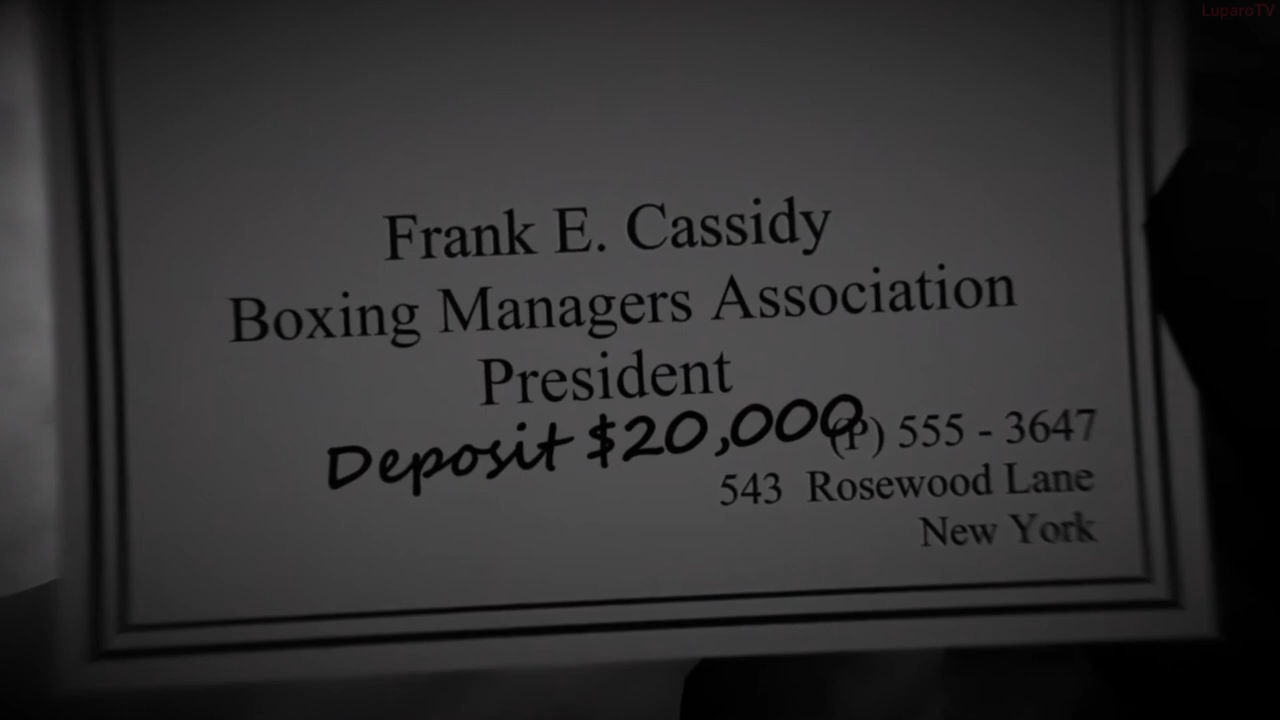 LuparoTV
Frank E. Cassidy
Boxing Managers Association
President
Deposit $20,000
(P) 555 - 3647
543 Rosewood Lane
New York